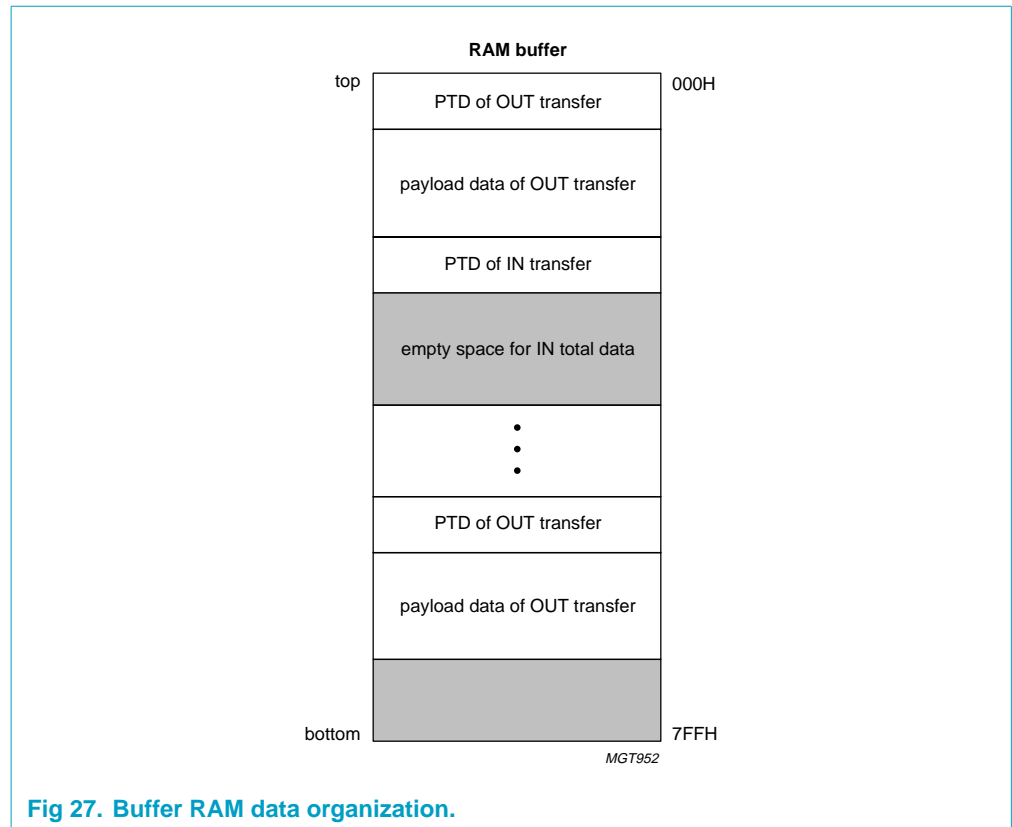 RAM buffer
top
000H
PTD of OUT transfer
payload data of OUT transfer
PTD of IN transfer
empty space for IN total data
PTD of OUT transfer
payload data of OUT transfer
bottom
7FFH
MGT952
Fig 27. Buffer RAM data organization.